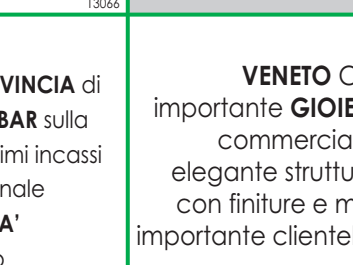 13066
VINCIA di
BAR sulla
imi incassi
nale
A'
VENETO
importante GIOIE
commercia
elegante struttu
con finiture e m
importante clientel